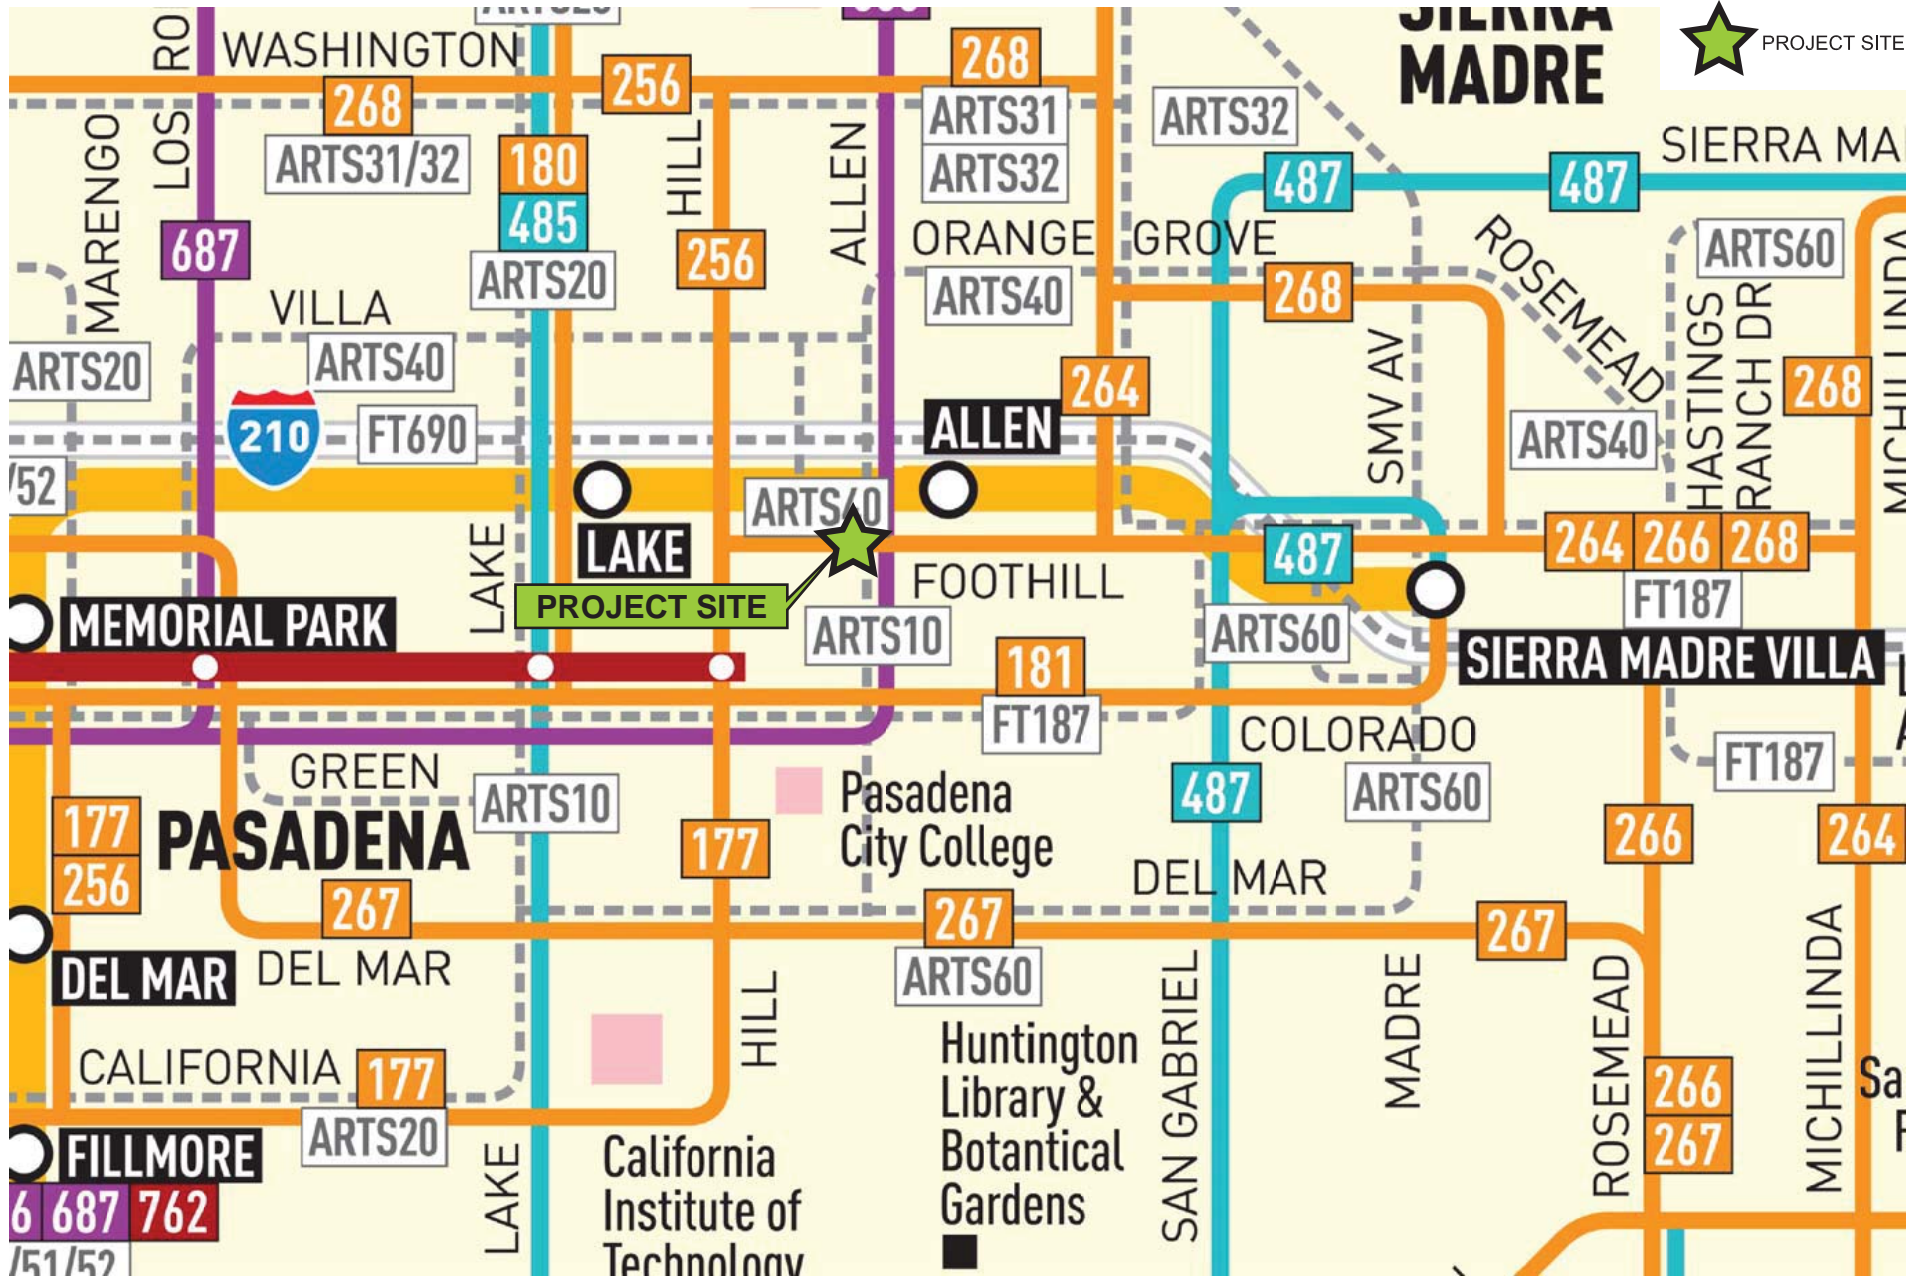 SIERRA
MADRE
PROJECT SITE
WASHINGTON
268
ARTS31/32
256
268
ARTS31
ARTS32
ARTS32
SIERRA MA
MARENGO
LOS
RO
687
180
485
ARTS20
HILL
256
ALLEN
487
487
ORANGE GROVE
ARTS40
268
ROSEMEAD
ARTS60
HASTINGS
RANCH DR
VILLA
ARTS40
ARTS20
210
FT690
ALLEN
264
SMV AV
ARTS40
268
/52
ARTS40
LAKE
LAKE
PROJECT SITE
FOOTHILL
487
264 266 268
FT187
MEMORIAL PARK
ARTS10
181
FT187
ARTS60
SIERRA MADRE VILLA
COLORADO
GREEN
ARTS10
PASADENA
177
256
267
177
Pasadena
City College
487
ARTS60
FT187
266
264
DEL MAR
DEL MAR
DEL MAR
267
ARTS60
267
CALIFORNIA
177
ARTS20
HILL
Huntington
Library &
Botantical
Gardens
SAN GABRIEL
MADRE
ROSEMEAD
266
267
MICHILLINDA
Sa
FILLMORE
6 687 762
/51/52
LAKE
California
Institute of
Technology